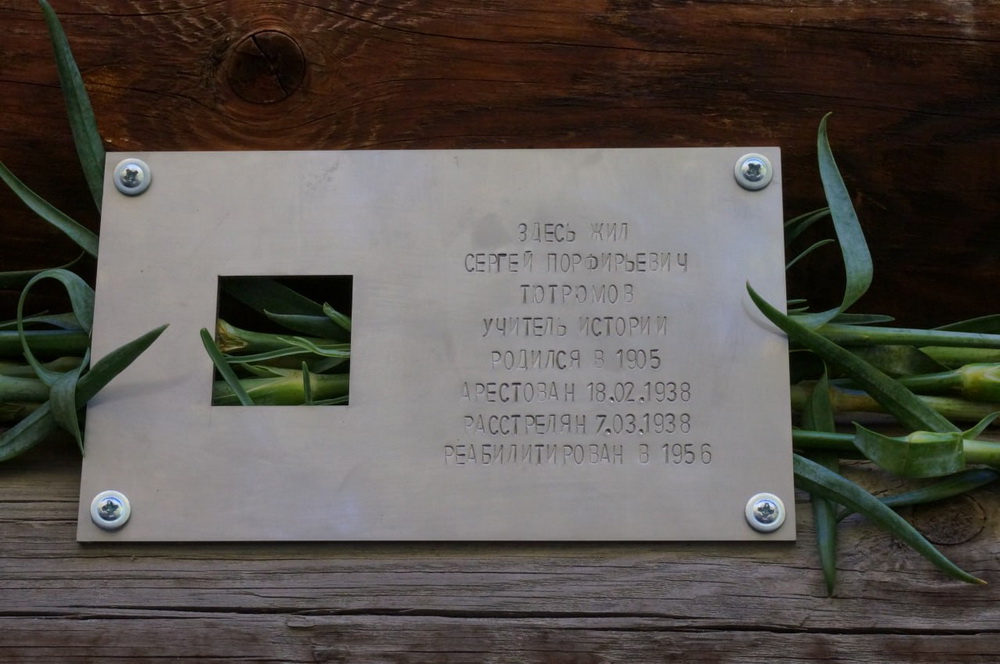 ЗДЕСЬ ЖИЛ
СЕРГЕЙ ПОРФИРЬЕВИЧ
ТОТРОМОВ
УЧИТЕЛЬ ИСТОРИИ
РОДИЛСЯ В 1905
АРЕСТОВАН 18.02.1938
РАССТРЕЛЯН 7.03.1938
РЕАБИЛИТИРОВАН В 1956